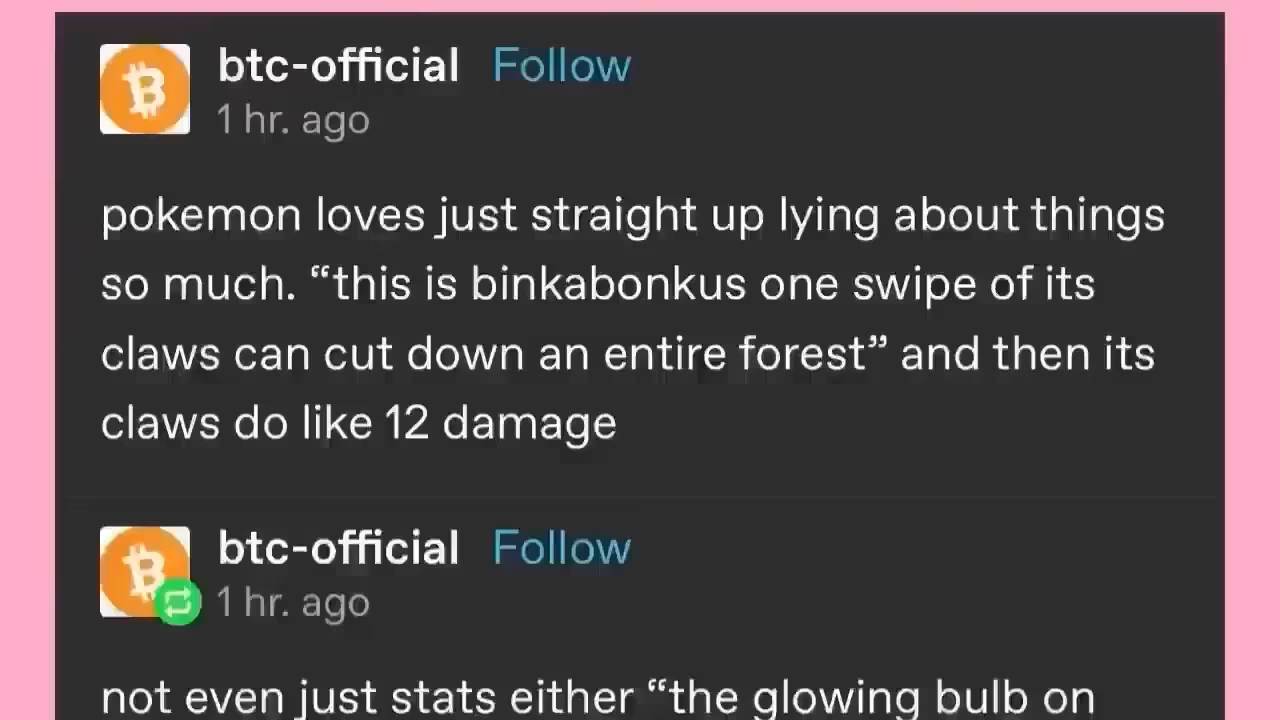 btc-official Follow
1 hr. ago
pokemon loves just straight up lying about things
so much. “this is binkabonkus one swipe of its
claws can cut down an entire forest” and then its
claws do like 12 damage
btc-official Follow
1 hr. ago
not even just stats either “the glowing bulb on